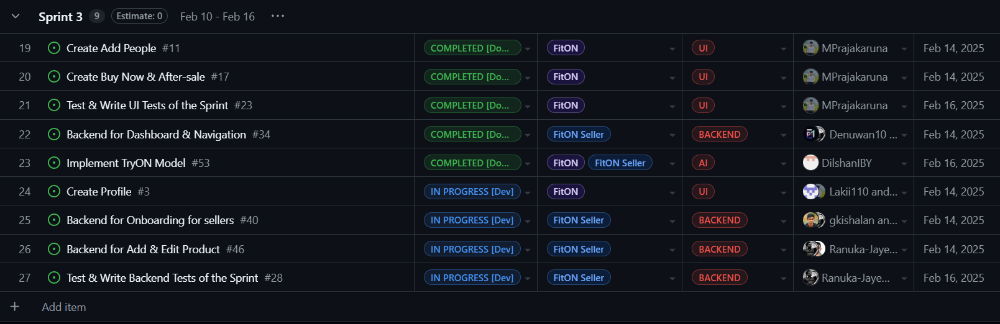 Sprint 3 9 Estimate: 0 Feb 10 - Feb 16 ...
19 Create Add People #11 COMPLETED [Do... FitON UI MPrajakaruna Feb 14, 2025
20 Create Buy Now & After-sale #17 COMPLETED [Do... FitON UI MPrajakaruna Feb 14, 2025
21 Test & Write UI Tests of the Sprint #23 COMPLETED [Do... FitON UI MPrajakaruna Feb 16, 2025
22 Backend for Dashboard & Navigation #34 COMPLETED [Do... FitON Seller BACKEND Denuwan10 ... Feb 14, 2025
23 Implement TryON Model #53 COMPLETED [Do... FitON FitON Seller AI DilshanIBY Feb 16, 2025
24 Create Profile #3 IN PROGRESS [Dev] FitON UI Lakii110 and... Feb 14, 2025
25 Backend for Onboarding for sellers #40 IN PROGRESS [Dev] FitON Seller BACKEND gkishalan an... Feb 14, 2025
26 Backend for Add & Edit Product #46 IN PROGRESS [Dev] FitON Seller BACKEND Ranuka-Jaye... Feb 14, 2025
27 Test & Write Backend Tests of the Sprint #28 IN PROGRESS [Dev] FitON Seller BACKEND Ranuka-Jaye... Feb 16, 2025
+ Add item